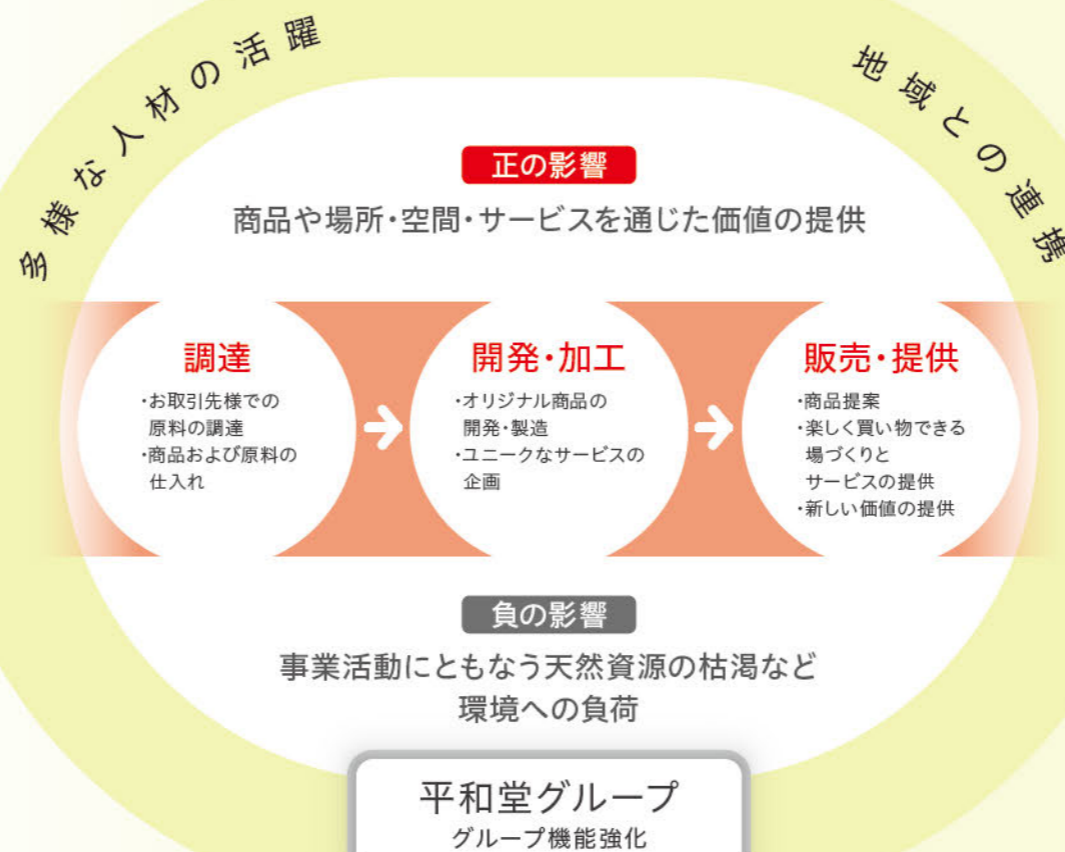 多様な人材の活躍
地域との連携
正の影響
商品や場所・空間・サービスを通じた価値の提供
調達
・お取引先様での
原料の調達
・商品および原料の
仕入れ
開発・加工
・オリジナル商品の
開発・製造
・ユニークなサービスの
企画
販売・提供
・商品提案
・楽しく買い物できる
場づくりと
サービスの提供
・新しい価値の提供
負の影響
事業活動にともなう天然資源の枯渇など
環境への負荷
平和堂グループ
グループ機能強化